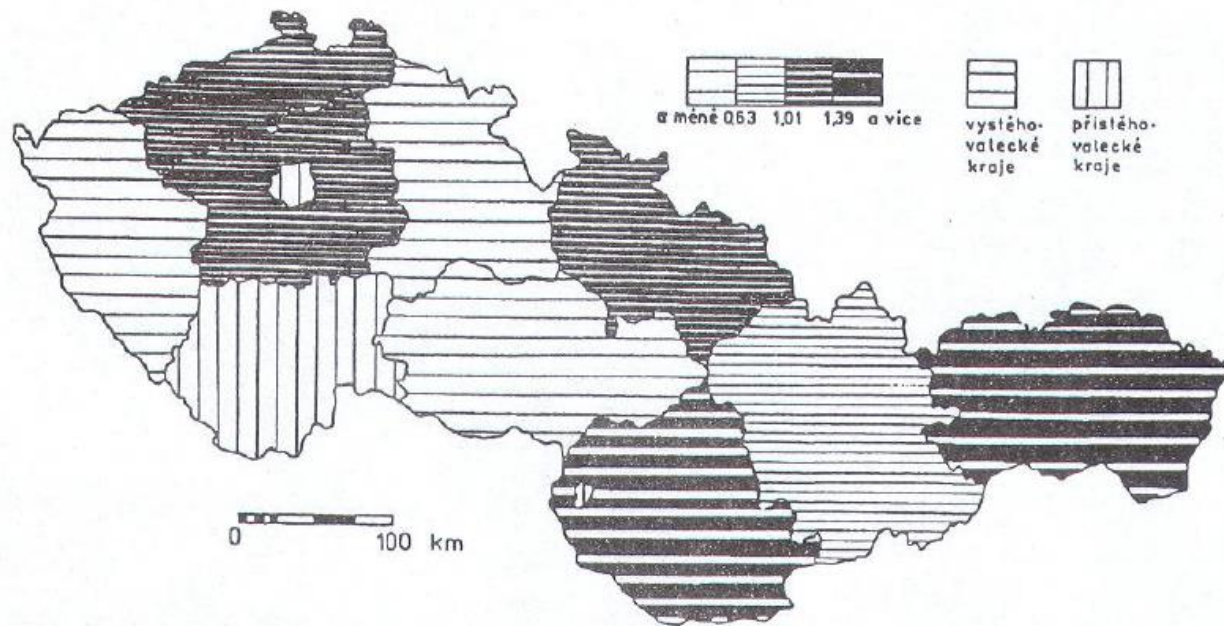 a méně 0,63 1,01 1,39 a více
vystěho-
valecké
kraje
přistěho-
valecké
kraje
0 100 km